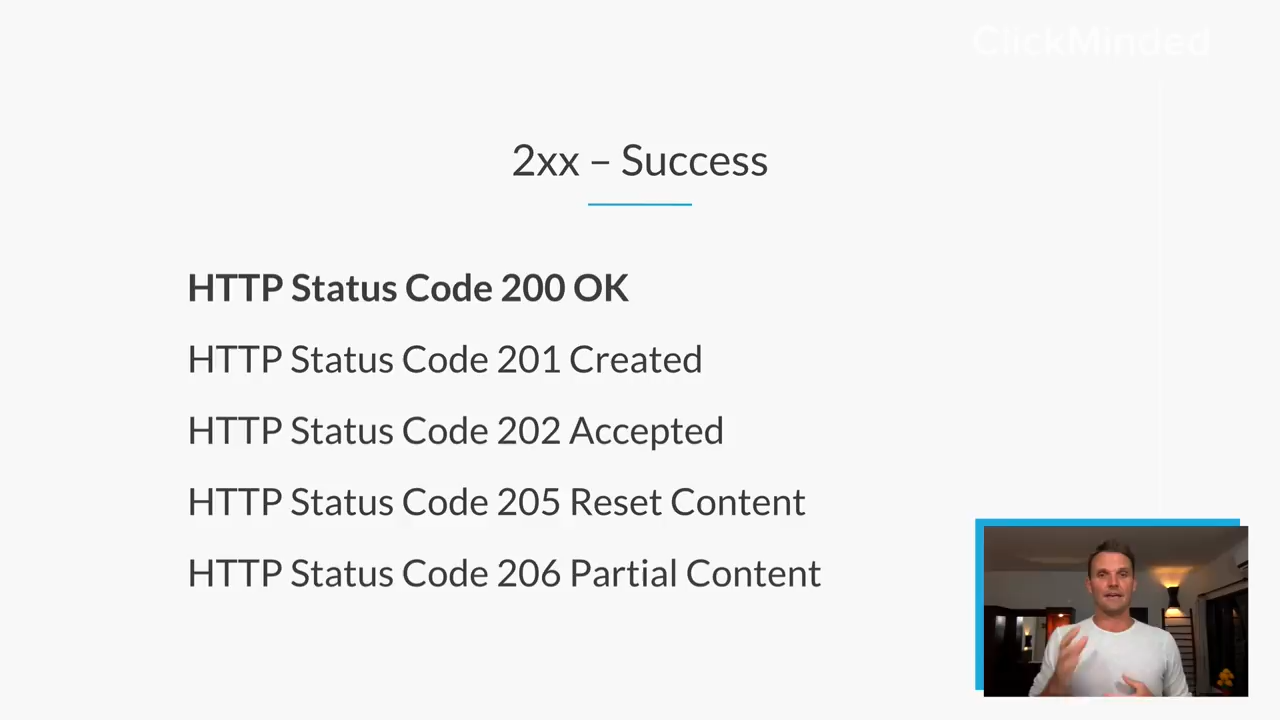 ClickMinded
2xx – Success
HTTP Status Code 200 OK
HTTP Status Code 201 Created
HTTP Status Code 202 Accepted
HTTP Status Code 205 Reset Content
HTTP Status Code 206 Partial Content